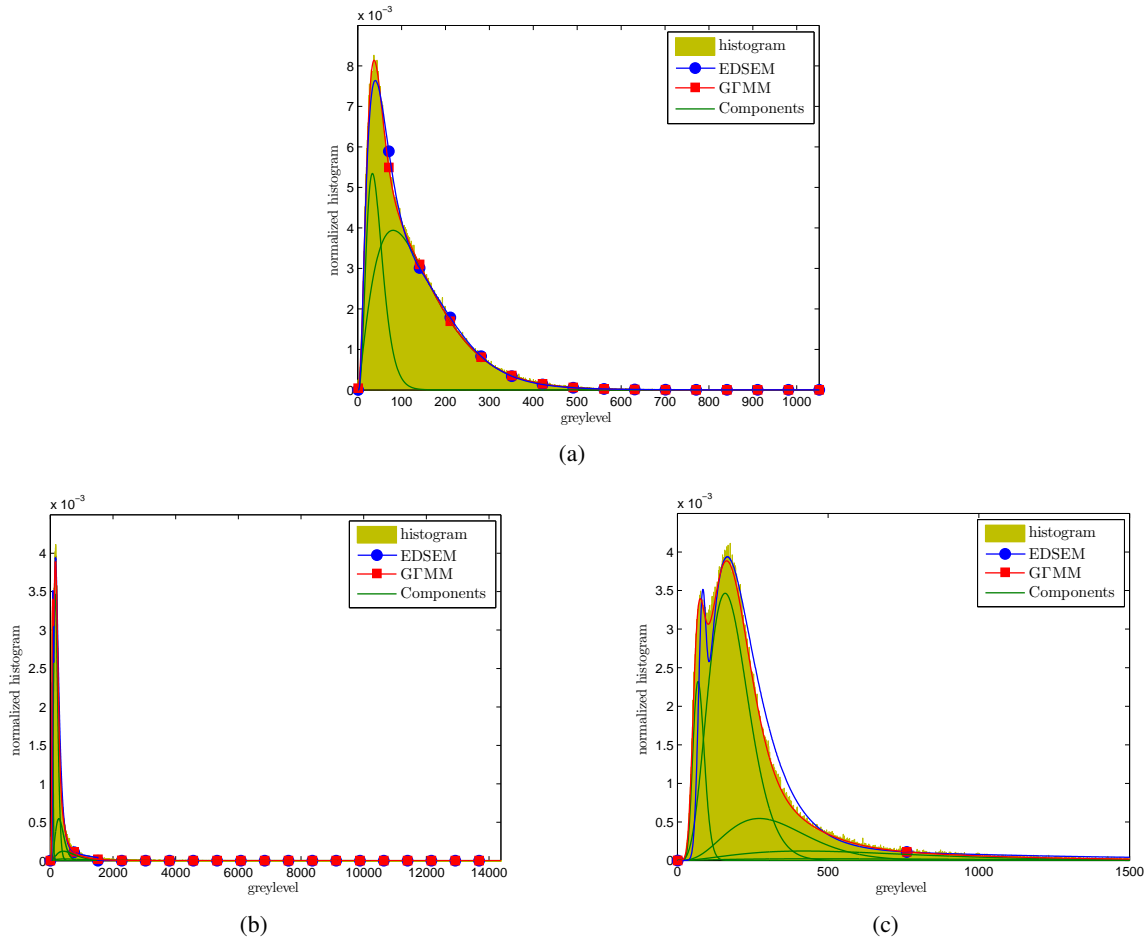 x 10⁻³
8
7
6
5
4
3
2
1
0
normalized histogram
0 100 200 300 400 500 600 700 800 900 1000
greylevel
histogram
EDSEM
GΓMM
Components
(a)
x 10⁻³
4
3.5
3
2.5
2
1.5
1
0.5
0
normalized histogram
0 2000 4000 6000 8000 10000 12000 14000
greylevel
histogram
EDSEM
GΓMM
Components
(b)
x 10⁻³
4
3.5
3
2.5
2
1.5
1
0.5
0
normalized histogram
0 500 1000 1500
greylevel
histogram
EDSEM
GΓMM
Components
(c)